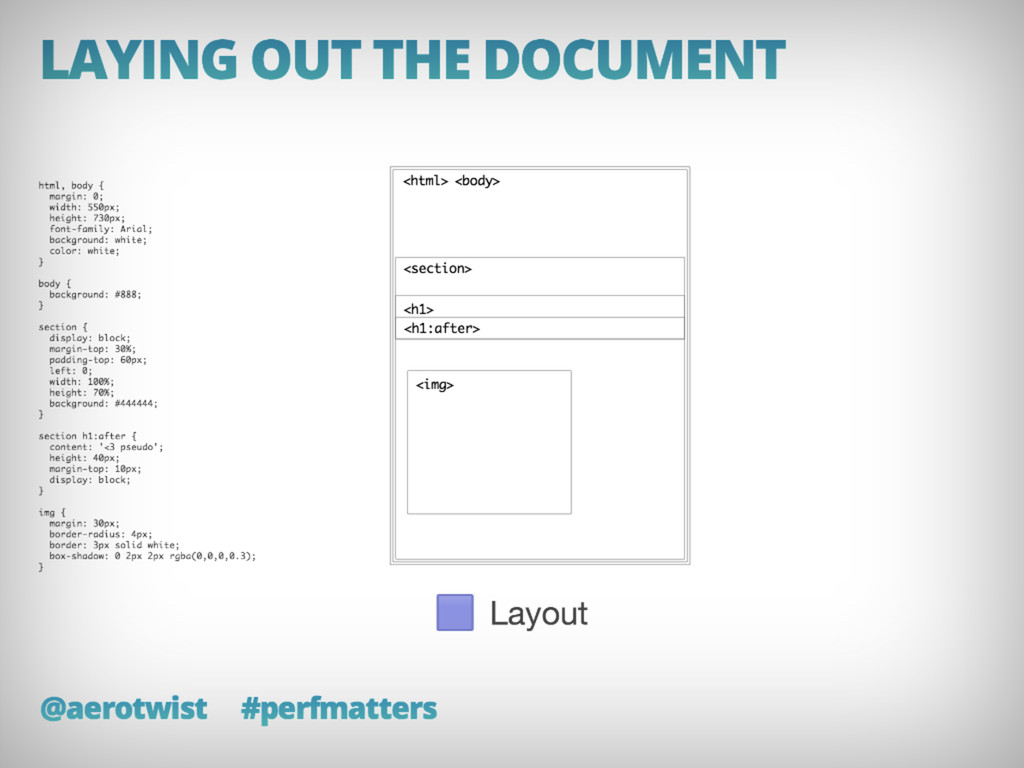 LAYING OUT THE DOCUMENT
html, body {
margin: 0;
width: 550px;
height: 730px;
font-family: Arial;
background: white;
color: white;
}
body {
background: #888;
}
section {
display: block;
margin-top: 30%;
padding-top: 60px;
left: 0;
width: 100%;
height: 70%;
background: #444444;
}
section h1:after {
content: '<3 pseudo';
height: 40px;
margin-top: 10px;
display: block;
}
img {
margin: 30px;
border-radius: 4px;
border: 3px solid white;
box-shadow: 0 2px 2px rgba(0,0,0,0.3);
}
<html> <body>
<section>
<h1>
<h1:after>
<img>
Layout
@aerotwist #perfmatters